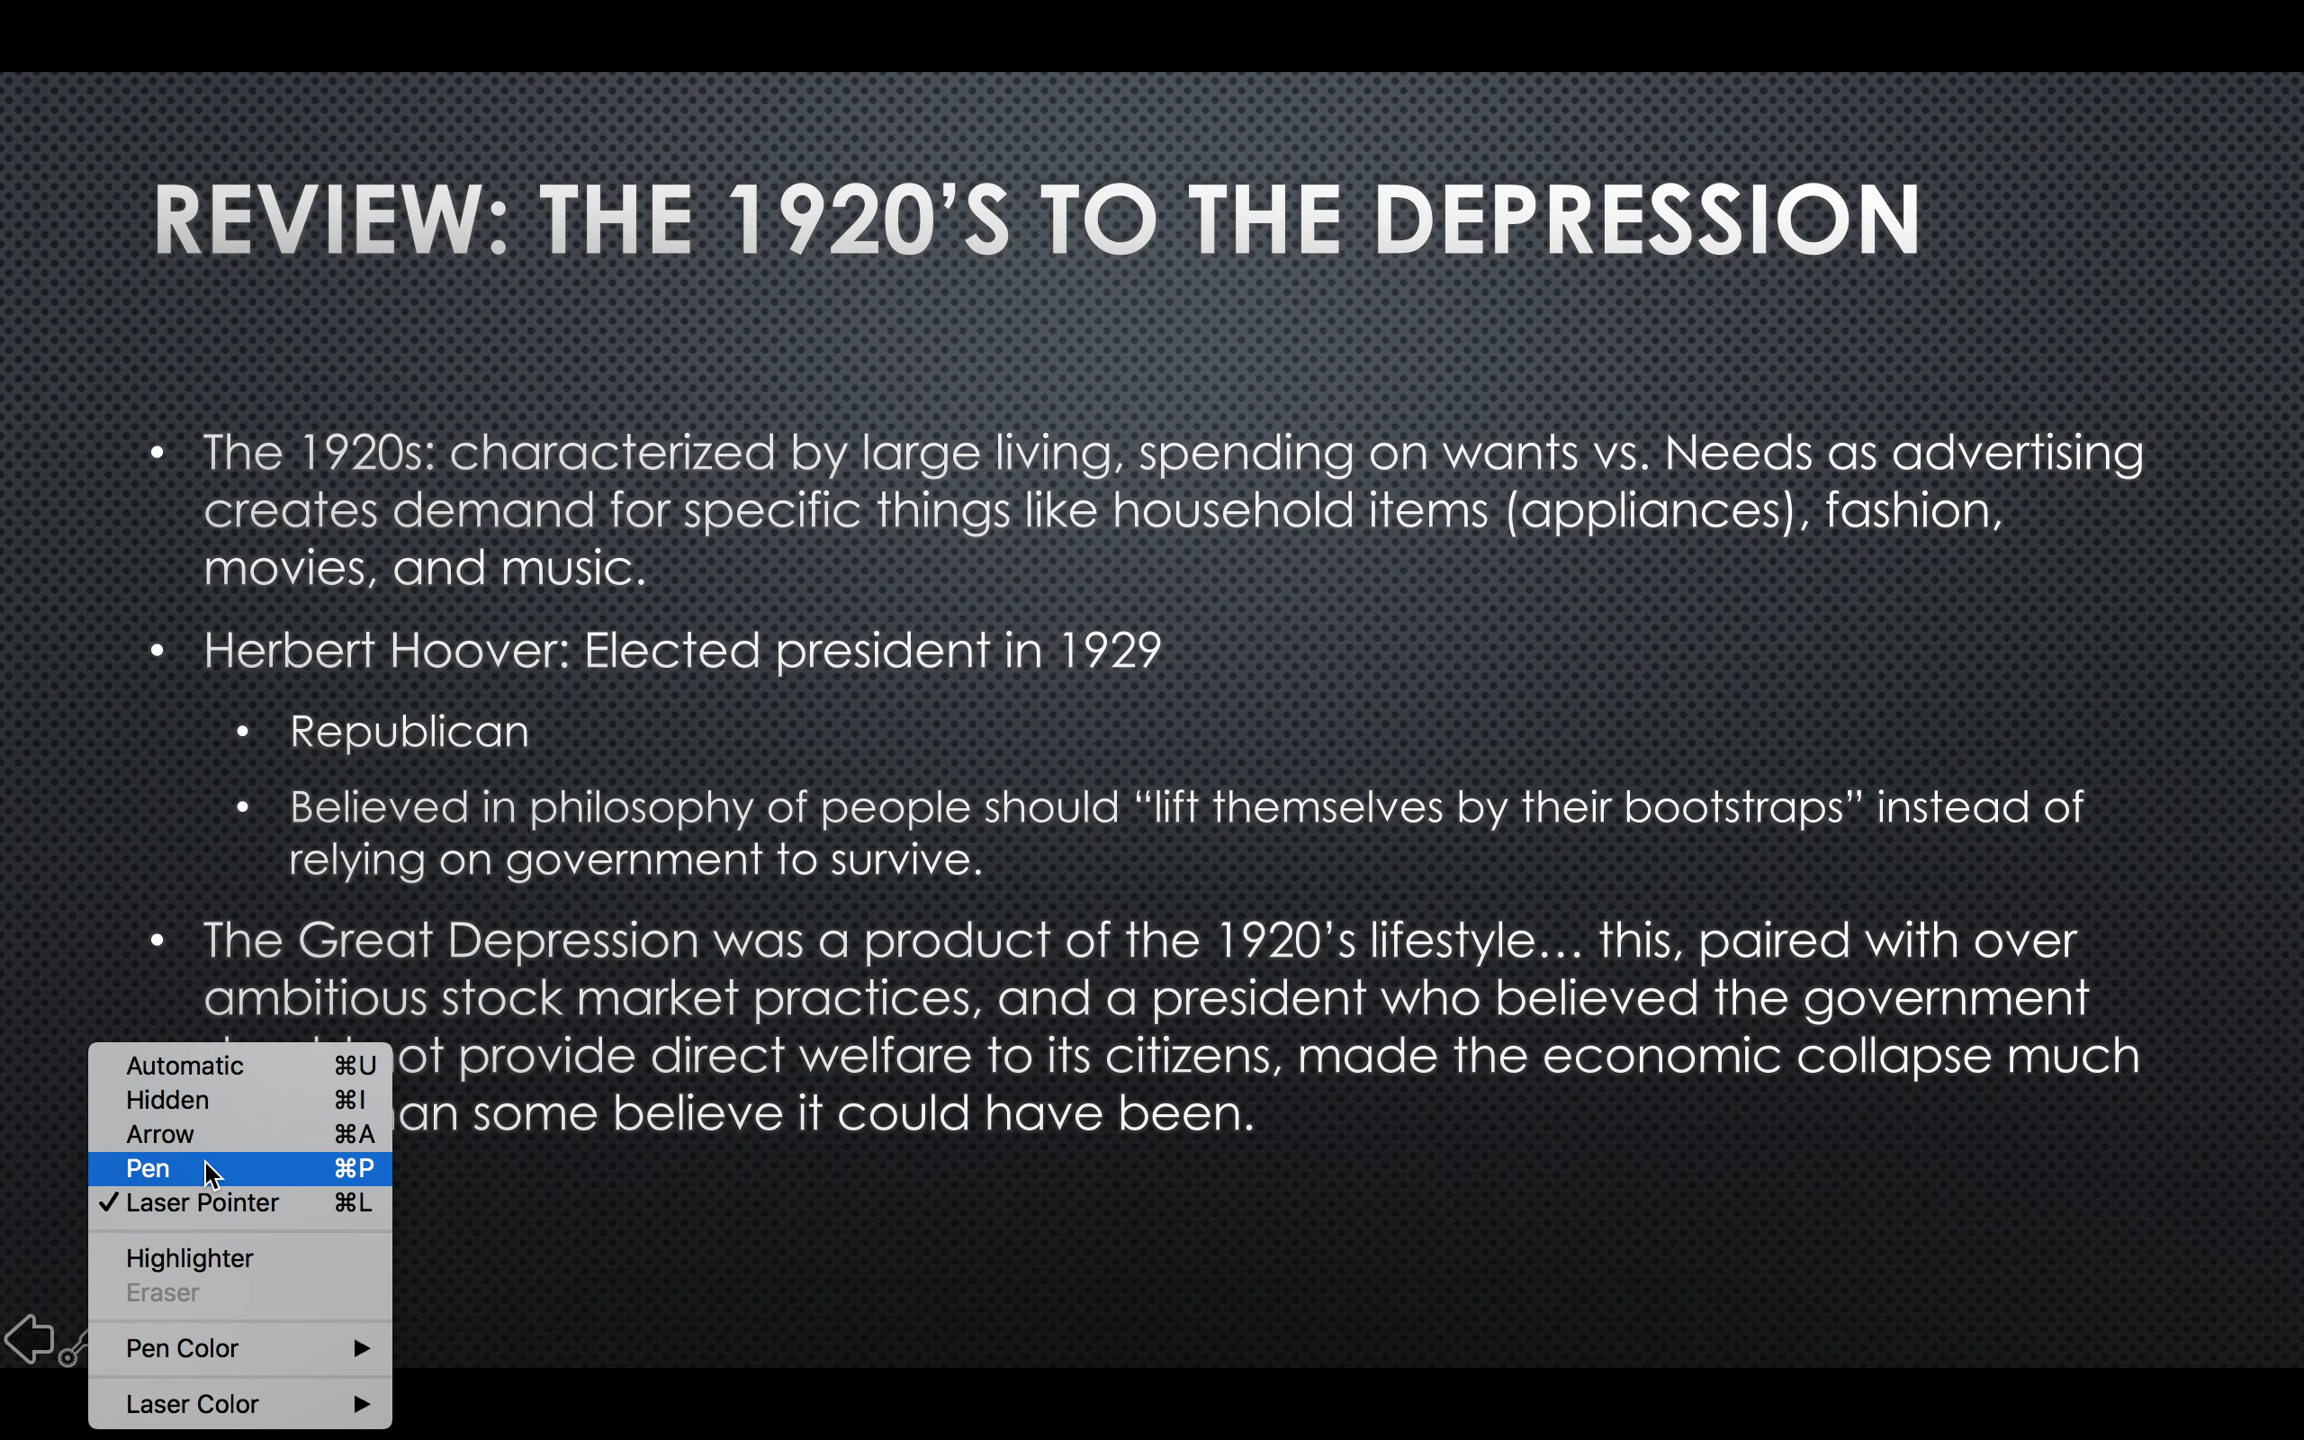 REVIEW: THE 1920’S TO THE DEPRESSION
• The 1920s: characterized by large living, spending on wants vs. Needs as advertising
creates demand for specific things like household items (appliances), fashion,
movies, and music.
• Herbert Hoover: Elected president in 1929
• Republican
• Believed in philosophy of people should “lift themselves by their bootstraps” instead of
relying on government to survive.
• The Great Depression was a product of the 1920’s lifestyle… this, paired with over
ambitious stock market practices, and a president who believed the government
provide direct welfare to its citizens, made the economic collapse much
some believe it could have been.
Automatic ⌘U
Hidden ⌘I
Arrow ⌘A
Pen ⌘P
✓ Laser Pointer ⌘L
Highlighter
Eraser
Pen Color ▶
Laser Color ▶